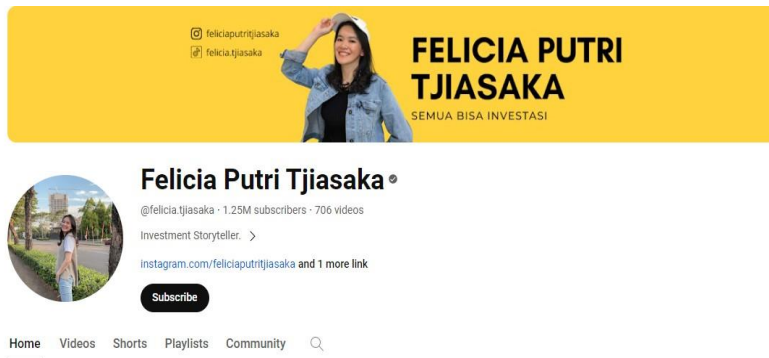 feliciaputritjiasaka
felicia.tjiasaka
FELICIA PUTRI
TJIASAKA
SEMUA BISA INVESTASI
Felicia Putri Tjiasaka
@felicia.tjiasaka · 1.25M subscribers · 706 videos
Investment Storyteller.
instagram.com/feliciaputritjiasaka and 1 more link
Subscribe
Home Videos Shorts Playlists Community